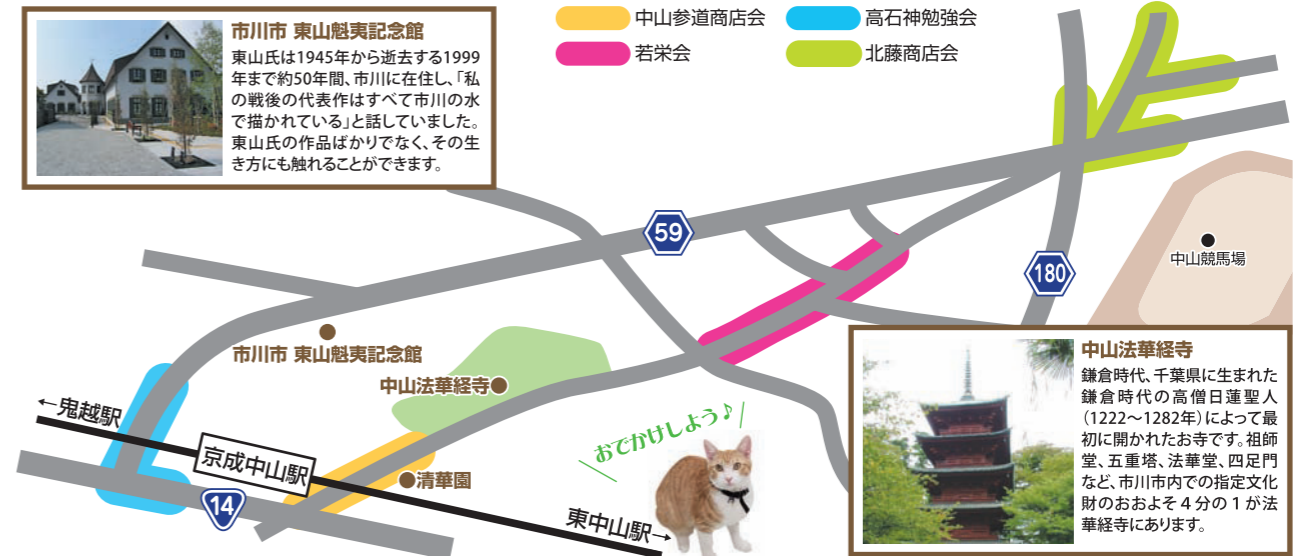 市川市 東山魁夷記念館
東山氏は1945年から逝去する1999
年まで約50年間、市川に在住し、「私
の戦後の代表作はすべて市川の水
で描かれている」と話していました。
東山氏の作品ばかりでなく、その生
き方にも触れることができます。
中山参道商店会
高石神勉強会
若栄会
北藤商店会
59
180
中山競馬場
市川市 東山魁夷記念館
中山法華経寺
←鬼越駅
京成中山駅
清華園
14
東中山駅→
おでかけしよう♪
中山法華経寺
鎌倉時代、千葉県に生まれた
鎌倉時代の高僧日蓮聖人
(1222〜1282年)によって最
初に開かれたお寺です。祖師
堂、五重塔、法華堂、四足門
など、市川市内での指定文化
財のおおよそ4分の1が法
華経寺にあります。